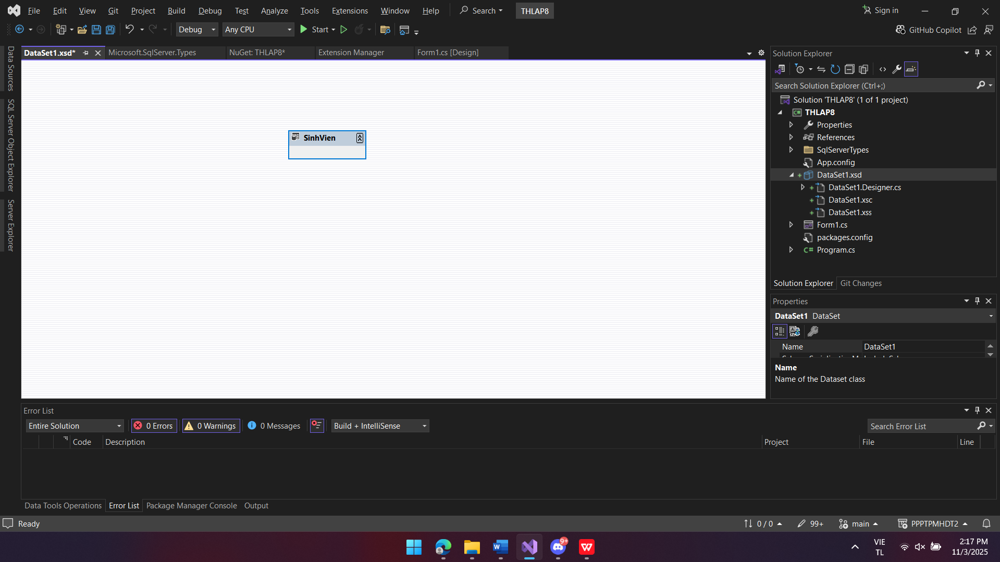 File Edit View Git Project Build Debug Test Analyze Tools Extensions Window Help Search THLAP8 Sign in
Debug Any CPU Start GitHub Copilot
DataSet1.xsd* Microsoft.SqlServer.Types NuGet: THLAP8* Extension Manager Form1.cs [Design]
Data Sources
SQL Server Object Explorer
Server Explorer
SinhVien
Solution Explorer
Search Solution Explorer (Ctrl+;)
Solution 'THLAP8' (1 of 1 project)
C# THLAP8
Properties
References
SqlServerTypes
App.config
DataSet1.xsd
DataSet1.Designer.cs
DataSet1.xsc
DataSet1.xss
Form1.cs
packages.config
C# Program.cs
Solution Explorer Git Changes
Properties
DataSet1 DataSet
Name DataSet1
Name
Name of the Dataset class
Error List
Entire Solution 0 Errors 0 Warnings 0 Messages Build + IntelliSense Search Error List
Code Description Project File Line
Data Tools Operations Error List Package Manager Console Output
Ready 0 / 0 99+ main PPPTPMHDT2
9+
VIE
TL
2:17 PM
11/3/2025